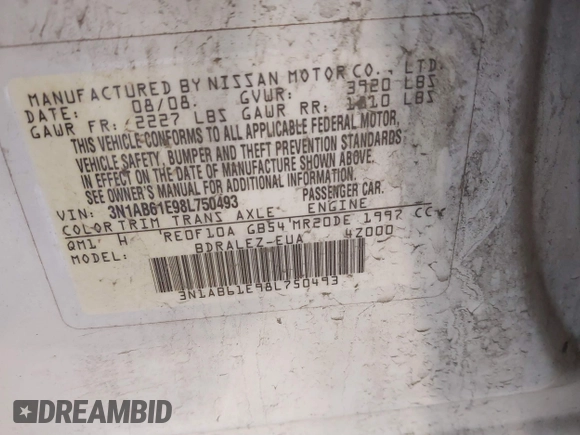 MANUFACTURED BY NISSAN MOTOR CO., LTD.
DATE: 08/08. GVWR: 3920 LBS
GAWR FR: 2227 LBS GAWR RR: 1810 LBS
THIS VEHICLE CONFORMS TO ALL APPLICABLE FEDERAL MOTOR,
VEHICLE SAFETY, BUMPER AND THEFT PREVENTION STANDARDS
IN EFFECT ON THE DATE OF MANUFACTURE SHOWN ABOVE.
SEE OWNER'S MANUAL FOR ADDITIONAL INFORMATION.
VIN: 3N1AB61E98L750493 PASSENGER CAR.
COLOR TRIM TRANS AXLE ENGINE
QM1 H RE0F10A GB54 MR20DE 1997 CC
MODEL: BDRALEZ-EUA 42000
3N1AB61E98L750493
DREAMBID